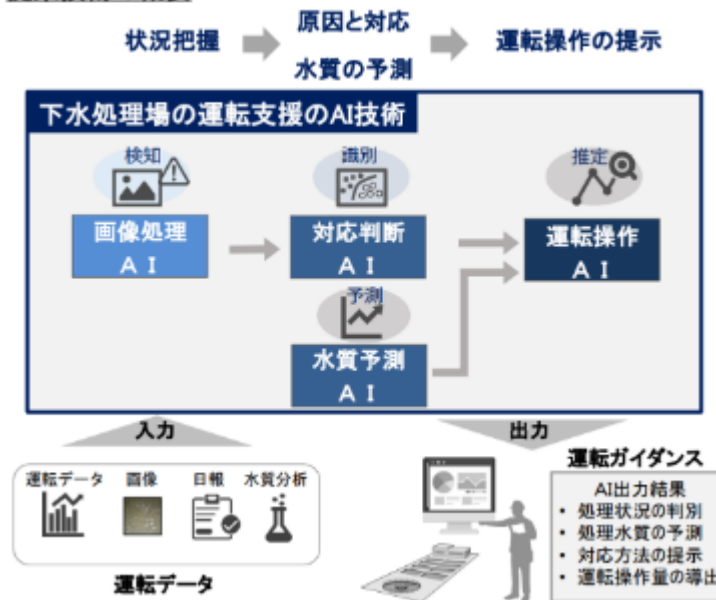 状況把握
原因と対応
水質の予測
運転操作の提示
下水処理場の運転支援のAI技術
検知
識別
推定
画像処理
AI
対応判断
AI
運転操作
AI
予測
水質予測
AI
入力
出力
運転データ
画像
日報
水質分析
運転データ
運転ガイダンス
AI出力結果
• 処理状況の判別
• 処理水質の予測
• 対応方法の提示
• 運転操作量の導出